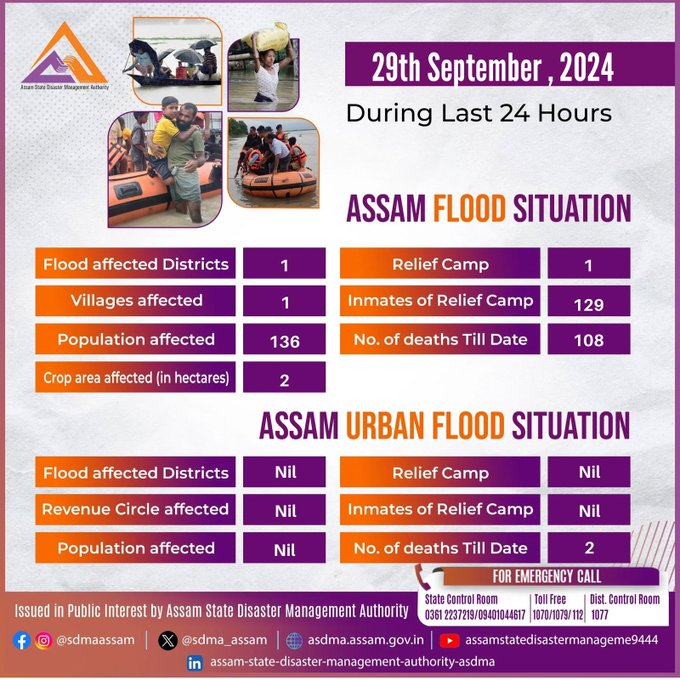 Assam State Disaster Management Authority
29th September , 2024
During Last 24 Hours
ASSAM FLOOD SITUATION
Flood affected Districts 1
Villages affected 1
Population affected 136
Crop area affected (in hectares) 2
Relief Camp 1
Inmates of Relief Camp 129
No. of deaths Till Date 108
ASSAM URBAN FLOOD SITUATION
Flood affected Districts Nil
Revenue Circle affected Nil
Population affected Nil
Relief Camp Nil
Inmates of Relief Camp Nil
No. of deaths Till Date 2
FOR EMERGENCY CALL
State Control Room
0361 2237219/09401044617
Toll Free
1070/1079/112
Dist. Control Room
1077
Issued in Public Interest by Assam State Disaster Management Authority
@sdmaassam
@sdma_assam
asdma.assam.gov.in
assamstatedisastermanageme9444
assam-state-disaster-management-authority-asdma